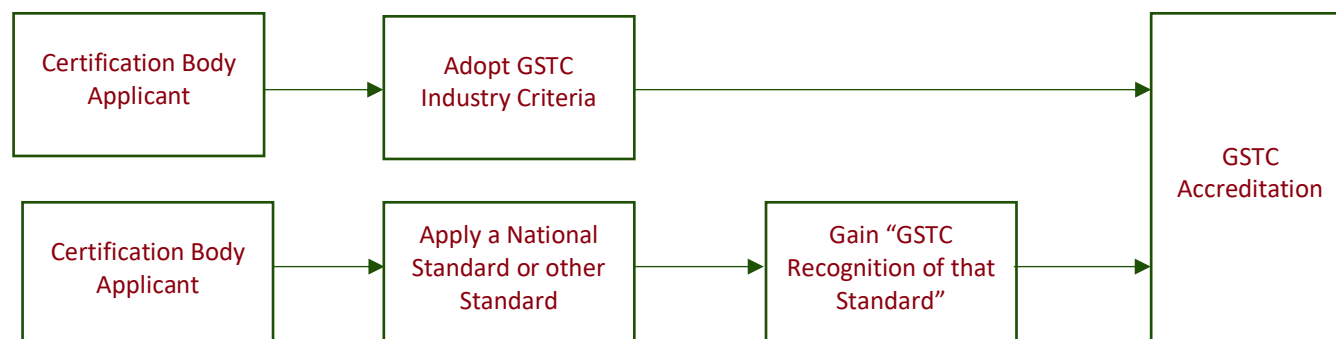 Certification Body
Applicant
Adopt GSTC
Industry Criteria
GSTC
Accreditation
Certification Body
Applicant
Apply a National
Standard or other
Standard
Gain “GSTC
Recognition of that
Standard”